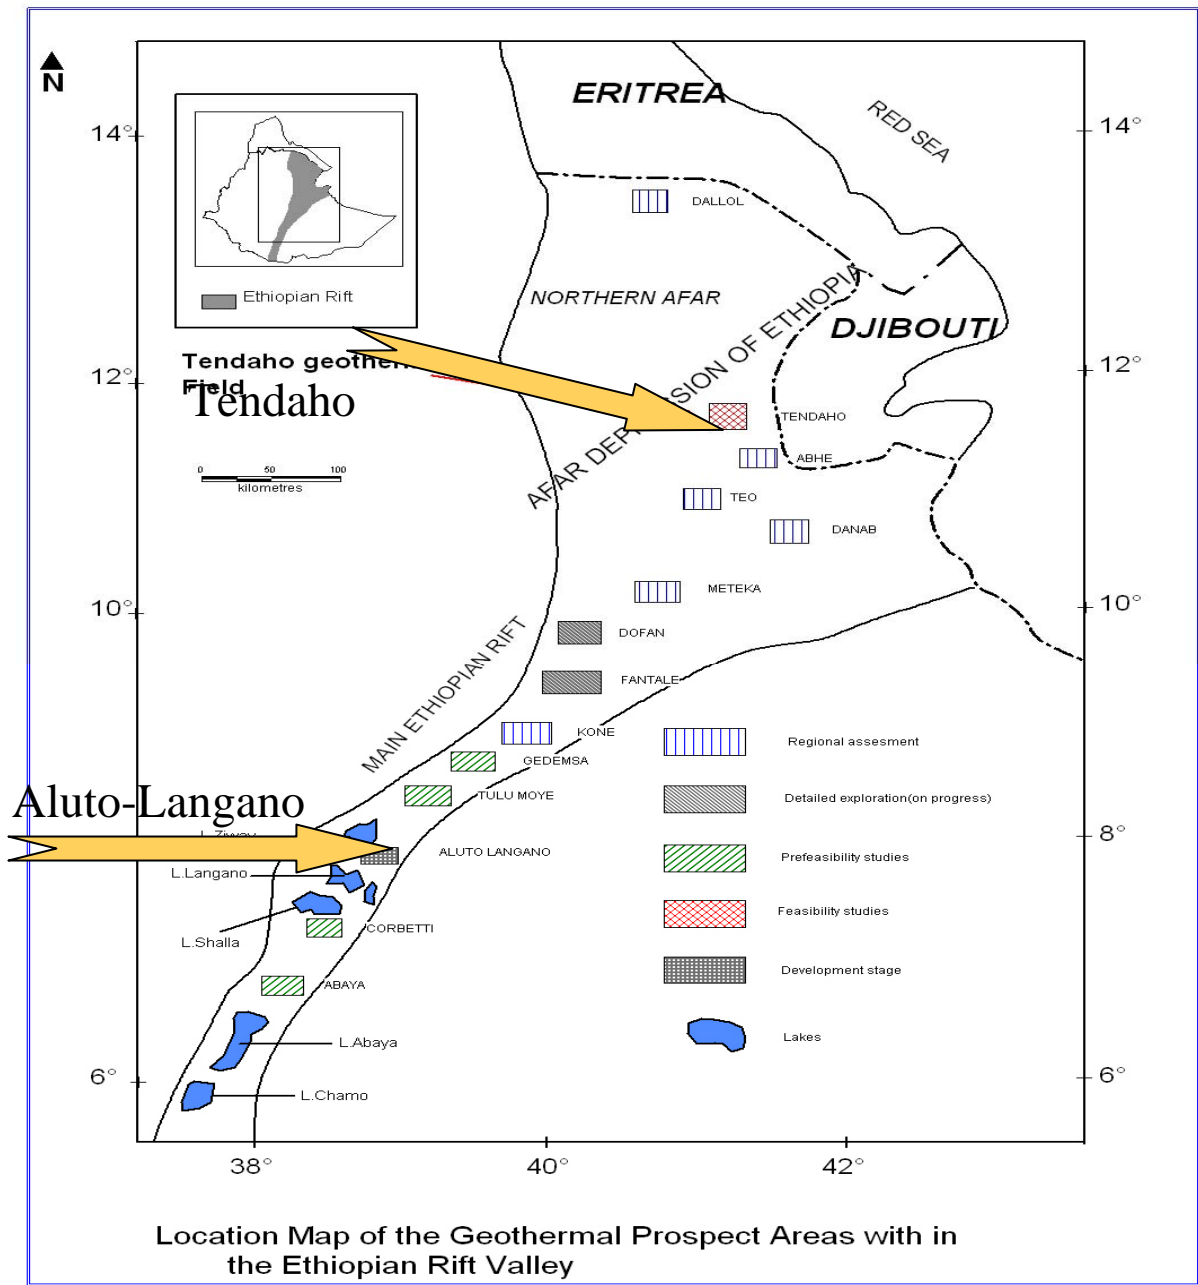 N
ERITREA
RED SEA
14°
14°
DALLOL
Ethiopian Rift
NORTHERN AFAR
AFAR DEPRESSION OF ETHIOPIA
DJIBOUTI
Tendaho geothermal
Field
Tendaho
12°
12°
TENDAHO
ABHE
0 50 100
kilometres
TEO
DANAB
METEKA
10°
10°
DOFAN
MAIN ETHIOPIAN RIFT
FANTALE
KONE
Regional assesment
GEDEMSA
TULU MOYE
Detailed exploration(on progress)
Aluto-Langano
L.Ziway
8°
ALUTO LANGANO
Prefeasibility studies
L.Langano
Feasibility studies
CORBETTI
L.Shalla
Development stage
ABAYA
Lakes
L.Abaya
6°
6°
L.Chamo
38°
40°
42°
Location Map of the Geothermal Prospect Areas with in
the Ethiopian Rift Valley